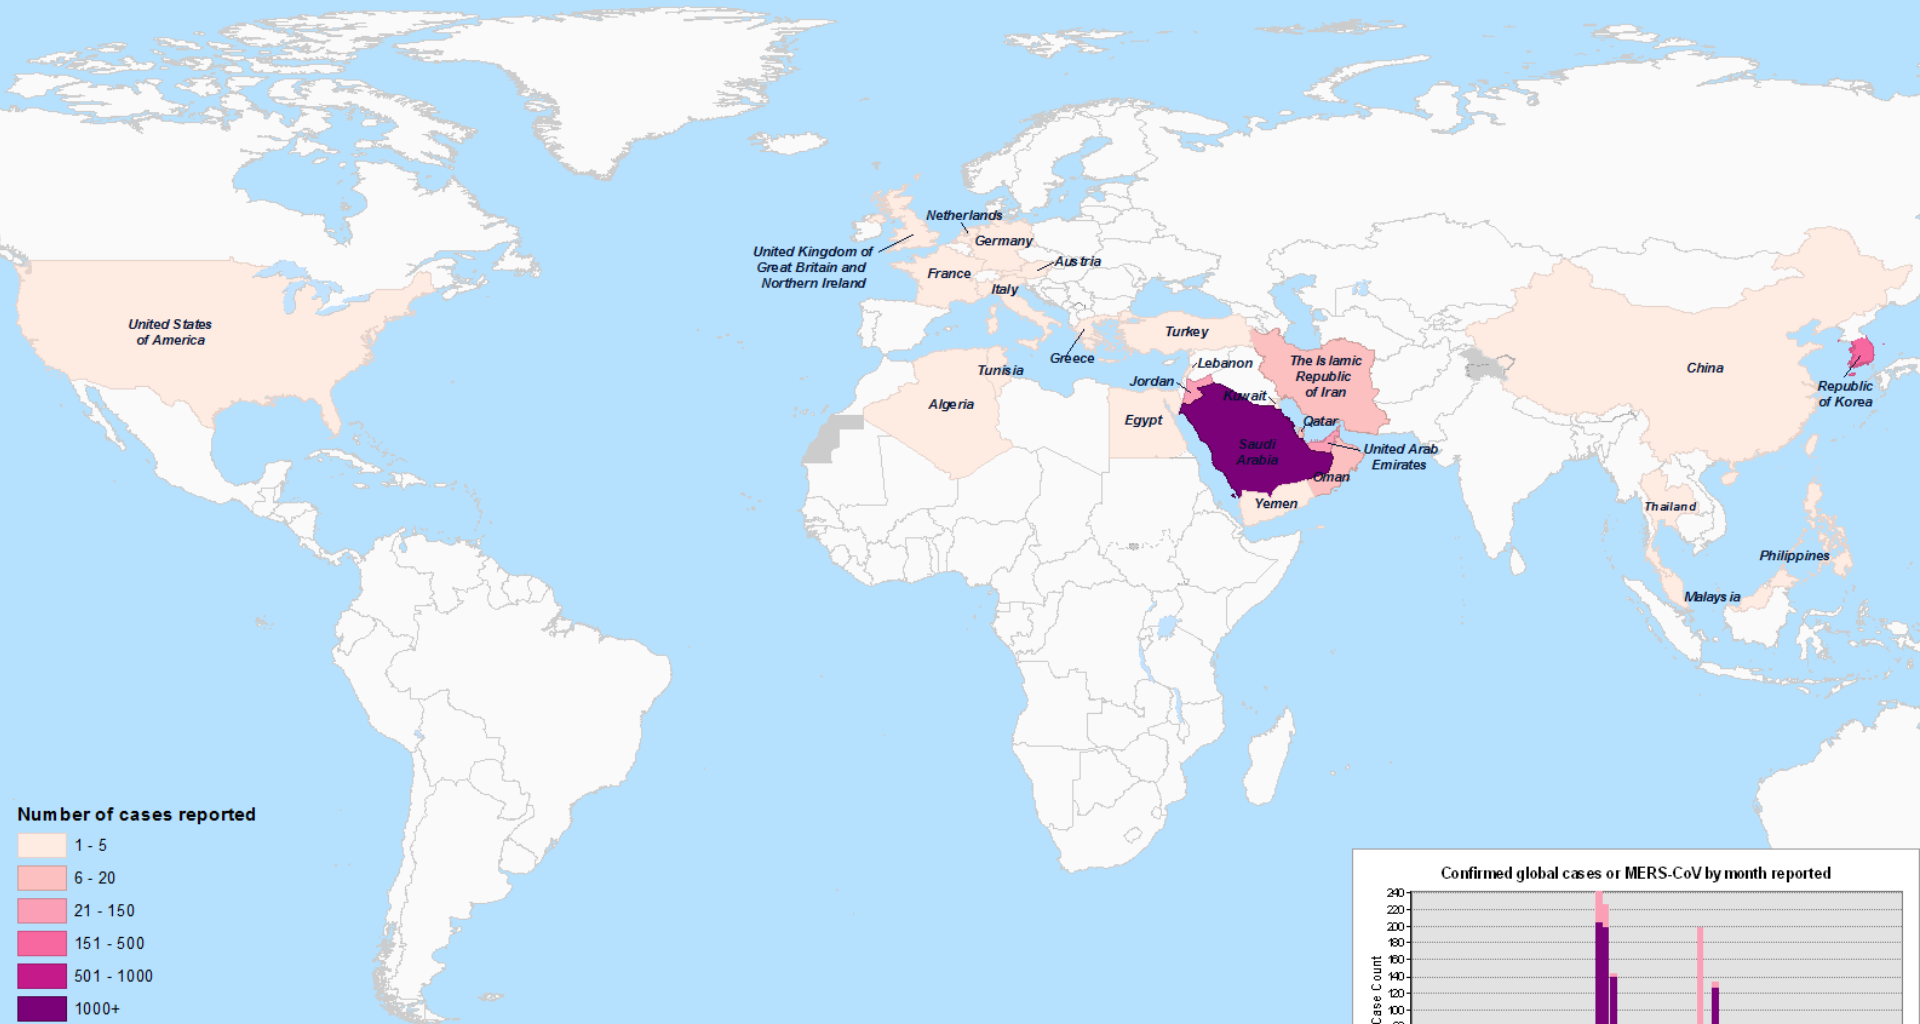 Netherlands
Germany
United Kingdom of
Great Britain and
Northern Ireland
Austria
France
Italy
United States
of America
Turkey
Greece
Tunisia
Lebanon
The Islamic
Republic
of Iran
China
Jordan
Kuwait
Republic
of Korea
Algeria
Egypt
Qatar
Saudi
Arabia
United Arab
Emirates
Oman
Yemen
Thailand
Philippines
Malaysia
Number of cases reported
1 - 5
6 - 20
21 - 150
151 - 500
501 - 1000
1000+
Confirmed global cases or MERS-CoV by month reported
240
220
200
180
160
140
120
100
Case Count